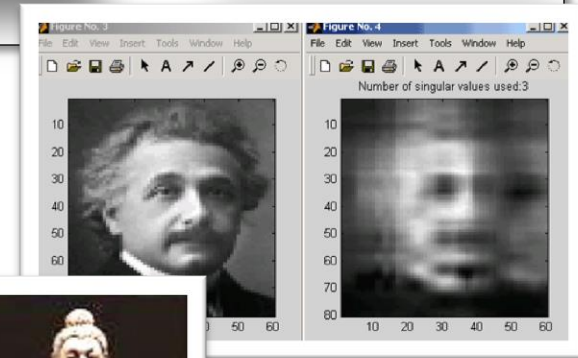 Figure No. 3
File Edit View Insert Tools Window Help
10
20
30
40
50
60
50 60
Figure No. 4
File Edit View Insert Tools Window Help
Number of singular values used:3
10
20
30
40
50
60
70
80
10 20 30 40 50 60